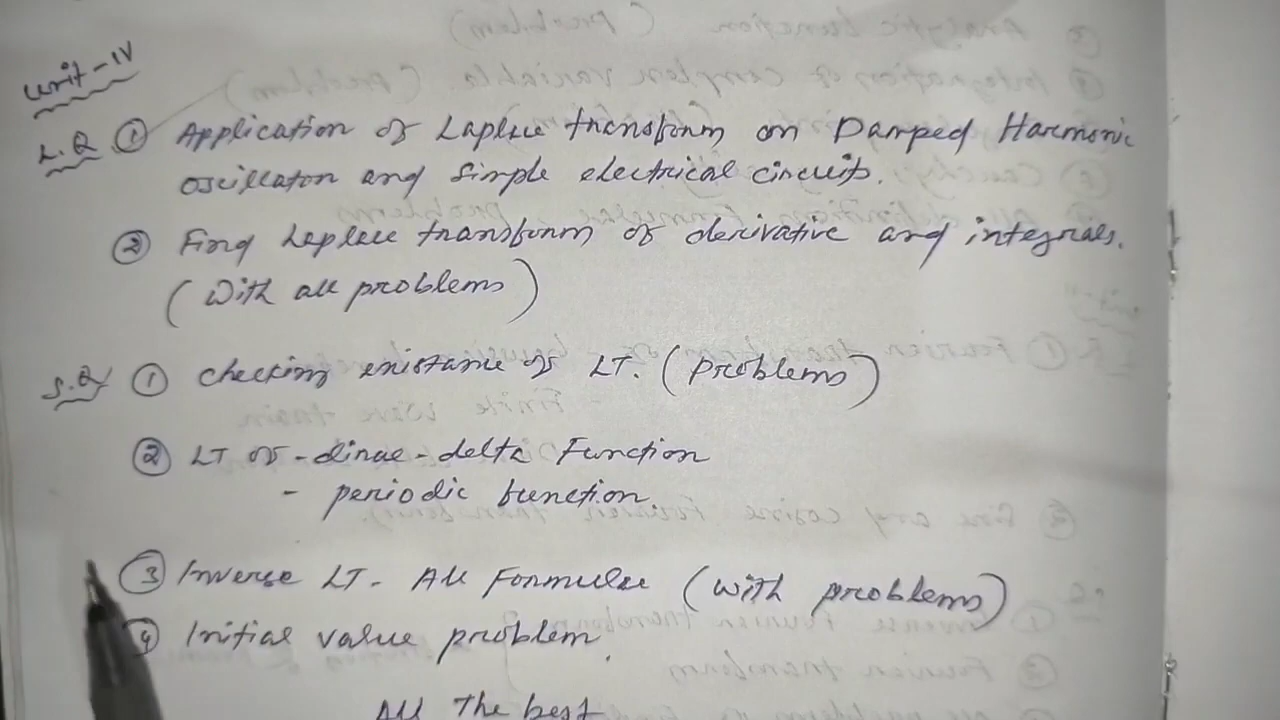 Unit-IV
L.Q ① Application of Laplace transform on Damped Harmonic
oscillator and Simple electrical circuits.
② Find Laplace transform of derivative and integrals.
(With all problems)
S.Q ① checking existance of LT. (Problems)
② LT of - dirac - delta Function
- periodic function
③ Inverse LT. All Formulae (with problems)
④ Initial value problem.
All The best